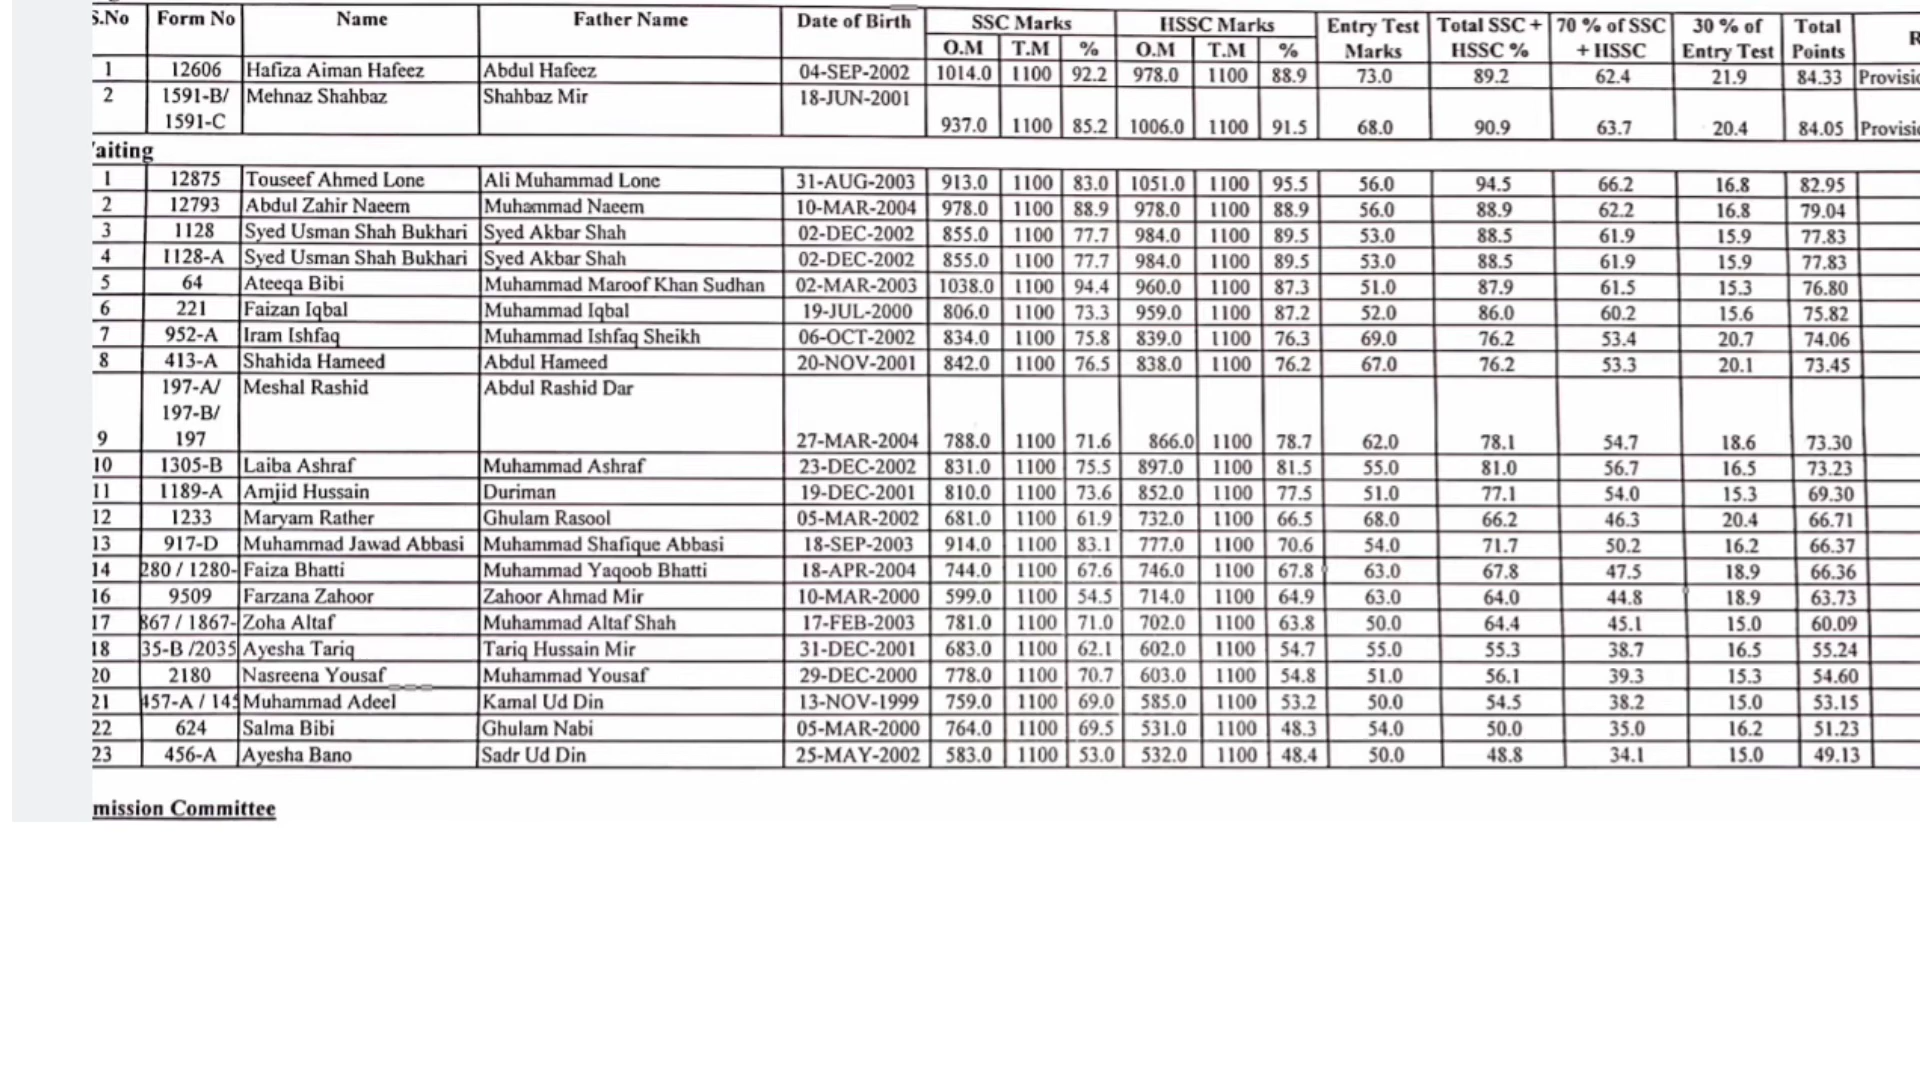 S.No Form No Name Father Name Date of Birth SSC Marks HSSC Marks Entry Test Marks Total SSC + HSSC % 70 % of SSC + HSSC 30 % of Entry Test Total Points
O.M T.M % O.M T.M %
1 12606 Hafiza Aiman Hafeez Abdul Hafeez 04-SEP-2002 1014.0 1100 92.2 978.0 1100 88.9 73.0 89.2 62.4 21.9 84.33 Provisio
2 1591-B/ 1591-C Mehnaz Shahbaz Shahbaz Mir 18-JUN-2001 937.0 1100 85.2 1006.0 1100 91.5 68.0 90.9 63.7 20.4 84.05 Provisio
aiting
1 12875 Touseef Ahmed Lone Ali Muhammad Lone 31-AUG-2003 913.0 1100 83.0 1051.0 1100 95.5 56.0 94.5 66.2 16.8 82.95
2 12793 Abdul Zahir Naeem Muhammad Naeem 10-MAR-2004 978.0 1100 88.9 978.0 1100 88.9 56.0 88.9 62.2 16.8 79.04
3 1128 Syed Usman Shah Bukhari Syed Akbar Shah 02-DEC-2002 855.0 1100 77.7 984.0 1100 89.5 53.0 88.5 61.9 15.9 77.83
4 1128-A Syed Usman Shah Bukhari Syed Akbar Shah 02-DEC-2002 855.0 1100 77.7 984.0 1100 89.5 53.0 88.5 61.9 15.9 77.83
5 64 Ateeqa Bibi Muhammad Maroof Khan Sudhan 02-MAR-2003 1038.0 1100 94.4 960.0 1100 87.3 51.0 87.9 61.5 15.3 76.80
6 221 Faizan Iqbal Muhammad Iqbal 19-JUL-2000 806.0 1100 73.3 959.0 1100 87.2 52.0 86.0 60.2 15.6 75.82
7 952-A Iram Ishfaq Muhammad Ishfaq Sheikh 06-OCT-2002 834.0 1100 75.8 839.0 1100 76.3 69.0 76.2 53.4 20.7 74.06
8 413-A Shahida Hameed Abdul Hameed 20-NOV-2001 842.0 1100 76.5 838.0 1100 76.2 67.0 76.2 53.3 20.1 73.45
9 197-A/ 197-B/ 197 Meshal Rashid Abdul Rashid Dar 27-MAR-2004 788.0 1100 71.6 866.0 1100 78.7 62.0 78.1 54.7 18.6 73.30
10 1305-B Laiba Ashraf Muhammad Ashraf 23-DEC-2002 831.0 1100 75.5 897.0 1100 81.5 55.0 81.0 56.7 16.5 73.23
11 1189-A Amjid Hussain Duriman 19-DEC-2001 810.0 1100 73.6 852.0 1100 77.5 51.0 77.1 54.0 15.3 69.30
12 1233 Maryam Rather Ghulam Rasool 05-MAR-2002 681.0 1100 61.9 732.0 1100 66.5 68.0 66.2 46.3 20.4 66.71
13 917-D Muhammad Jawad Abbasi Muhammad Shafique Abbasi 18-SEP-2003 914.0 1100 83.1 777.0 1100 70.6 54.0 71.7 50.2 16.2 66.37
14 280 / 1280- Faiza Bhatti Muhammad Yaqoob Bhatti 18-APR-2004 744.0 1100 67.6 746.0 1100 67.8 63.0 67.8 47.5 18.9 66.36
16 9509 Farzana Zahoor Zahoor Ahmad Mir 10-MAR-2000 599.0 1100 54.5 714.0 1100 64.9 63.0 64.0 44.8 18.9 63.73
17 867 / 1867- Zoha Altaf Muhammad Altaf Shah 17-FEB-2003 781.0 1100 71.0 702.0 1100 63.8 50.0 64.4 45.1 15.0 60.09
18 35-B /2035 Ayesha Tariq Tariq Hussain Mir 31-DEC-2001 683.0 1100 62.1 602.0 1100 54.7 55.0 55.3 38.7 16.5 55.24
20 2180 Nasreena Yousaf Muhammad Yousaf 29-DEC-2000 778.0 1100 70.7 603.0 1100 54.8 51.0 56.1 39.3 15.3 54.60
21 457-A / 145 Muhammad Adeel Kamal Ud Din 13-NOV-1999 759.0 1100 69.0 585.0 1100 53.2 50.0 54.5 38.2 15.0 53.15
22 624 Salma Bibi Ghulam Nabi 05-MAR-2000 764.0 1100 69.5 531.0 1100 48.3 54.0 50.0 35.0 16.2 51.23
23 456-A Ayesha Bano Sadr Ud Din 25-MAY-2002 583.0 1100 53.0 532.0 1100 48.4 50.0 48.8 34.1 15.0 49.13
mission Committee